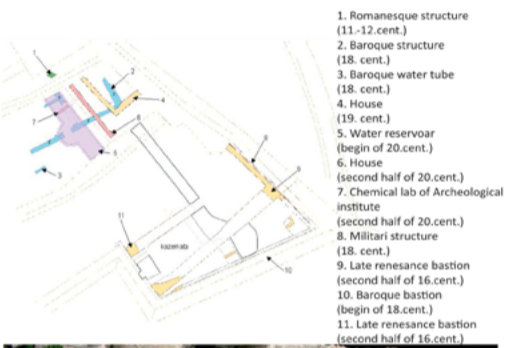 1. Romanesque structure
(11.-12.cent.)
2. Baroque structure
(18. cent.)
3. Baroque water tube
(18. cent.)
4. House
(19. cent.)
5. Water reservoar
(begin of 20.cent.)
6. House
(second half of 20.cent.)
7. Chemical lab of Archeological
institute
(second half of 20.cent.)
8. Militari structure
(18. cent.)
9. Late renesance bastion
(second half of 16.cent.)
10. Baroque bastion
(begin of 18.cent.)
11. Late renesance bastion
(second half of 16.cent.)
1
2
4
7
6
5
3
8
9
11
kazemata
10